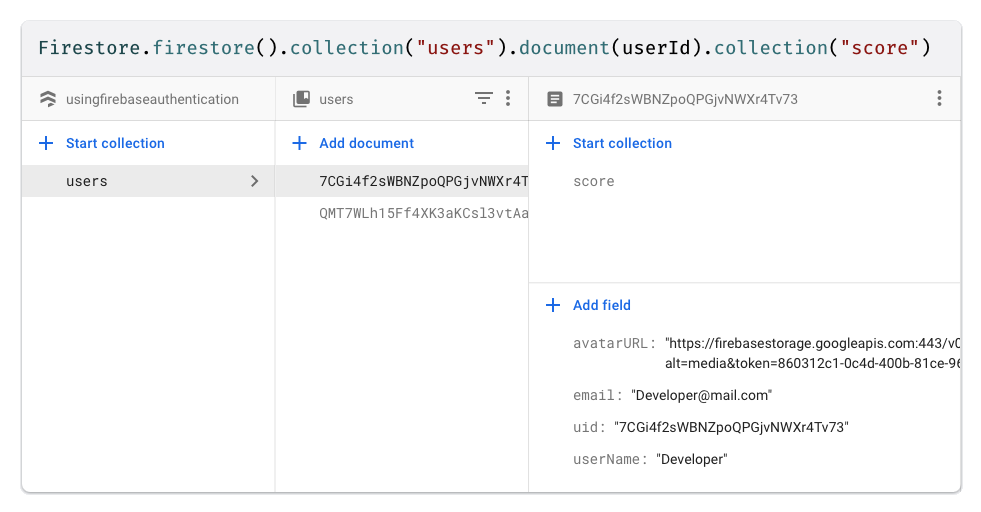 Firestore.firestore().collection("users").document(userId).collection("score")
usingfirebaseauthentication
Start collection
users
users
Add document
7CGi4f2sWBNZpoQPGjvNWXr4T
QMT7WLh15Ff4XK3aKCsl3vtAa
7CGi4f2sWBNZpoQPGjvNWXr4Tv73
Start collection
score
Add field
avatarURL: "https://firebasestorage.googleapis.com:443/v0
alt=media&token=860312c1-0c4d-400b-81ce-96
email: "Developer@mail.com"
uid: "7CGi4f2sWBNZpoQPGjvNWXr4Tv73"
userName: "Developer"